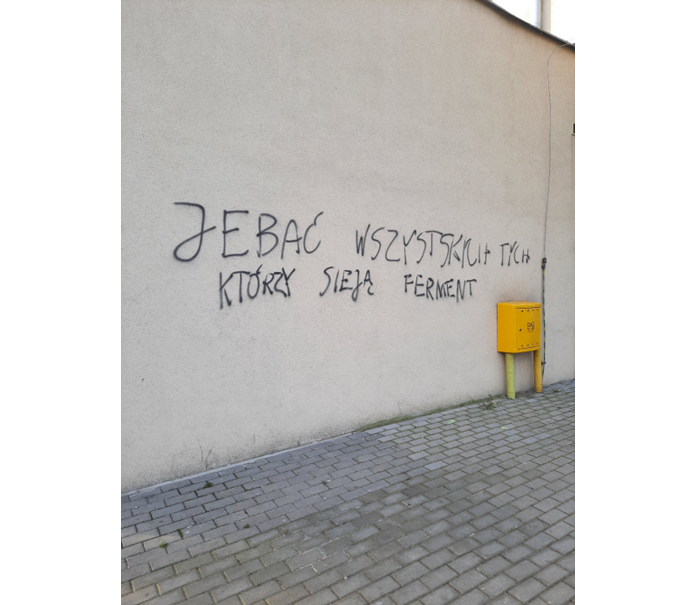 JEBAĆ WSZYSTSKICH TYCH
KTÓRZY SIEJĄ FERMENT